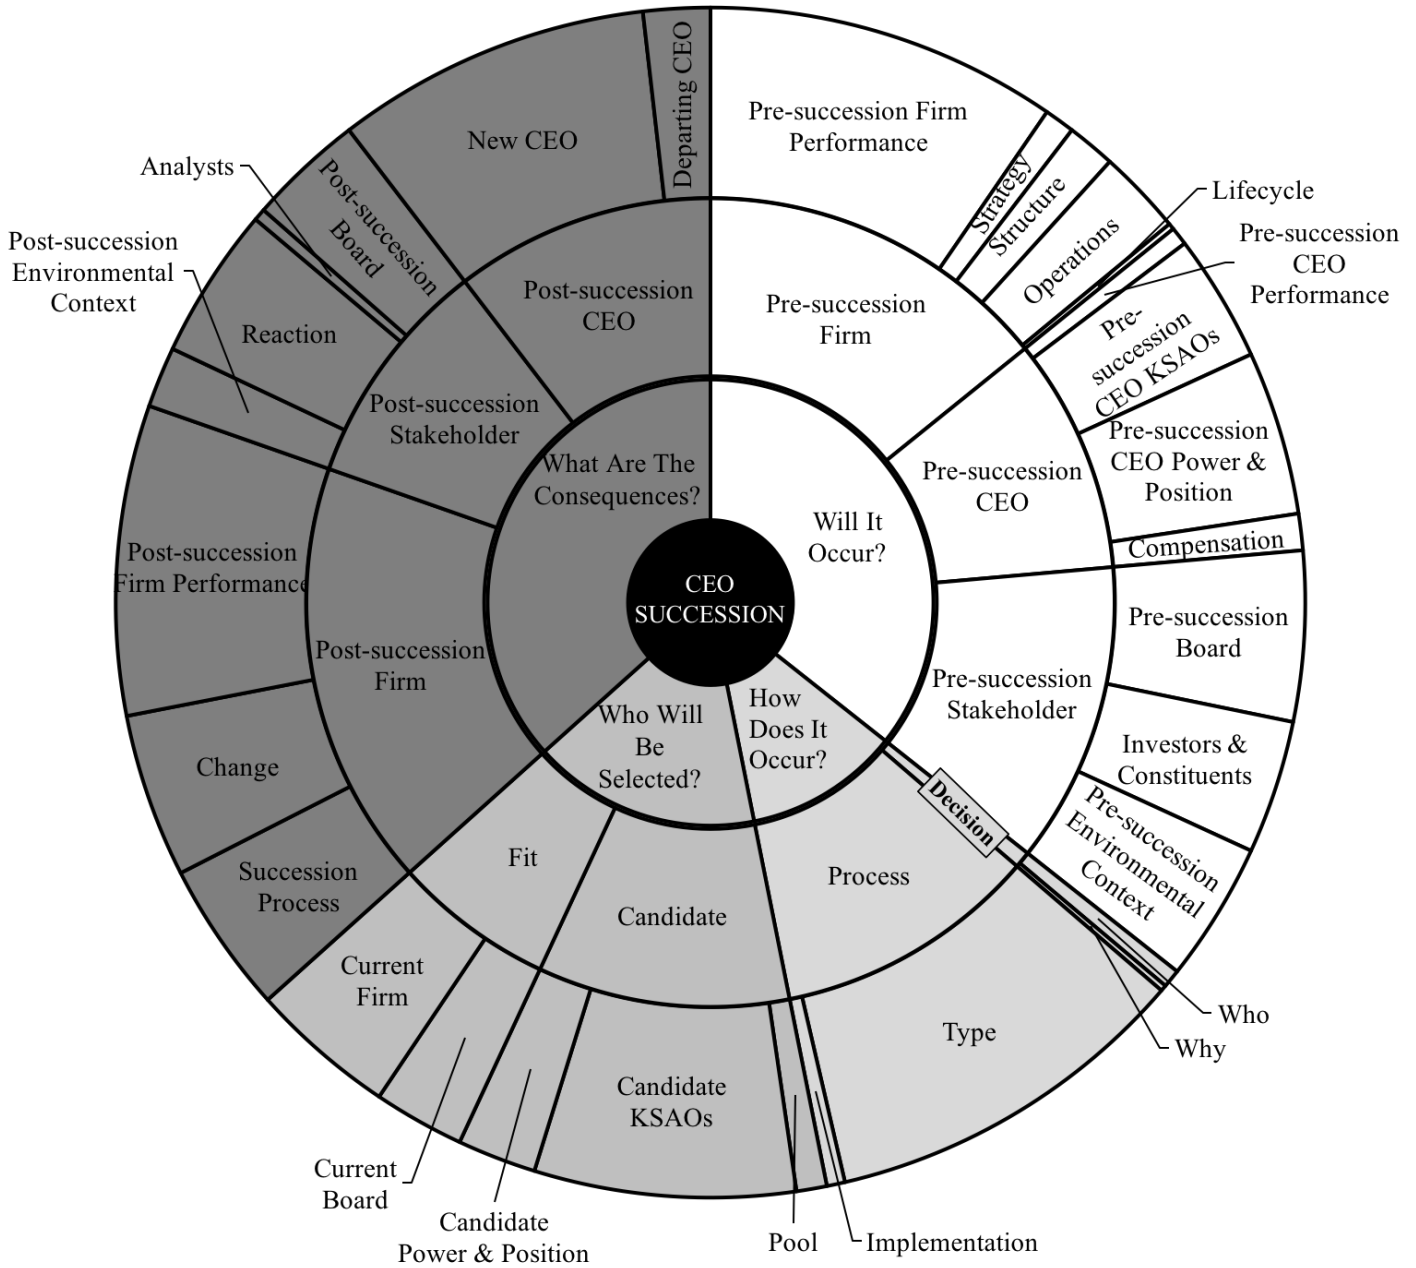 CEO
SUCCESSION
Will It
Occur?
How
Does It
Occur?
Who Will
Be
Selected?
What Are The
Consequences?
Pre-succession
Firm
Pre-succession Firm
Performance
Strategy
Structure
Operations
Lifecycle
Pre-succession
CEO
Pre-succession
CEO
Performance
Pre-
succession
CEO KSAOs
Pre-succession
CEO Power &
Position
Compensation
Pre-succession
Stakeholder
Pre-succession
Board
Investors &
Constituents
Pre-succession
Environmental
Context
Decision
Who
Why
Process
Type
Implementation
Candidate
Pool
Candidate
KSAOs
Candidate
Power & Position
Fit
Current
Board
Current
Firm
Post-succession
Firm
Succession
Process
Change
Post-succession
Firm Performance
Post-succession
Stakeholder
Post-succession
Environmental
Context
Reaction
Analysts
Post-succession
Board
Post-succession
CEO
New CEO
Departing CEO